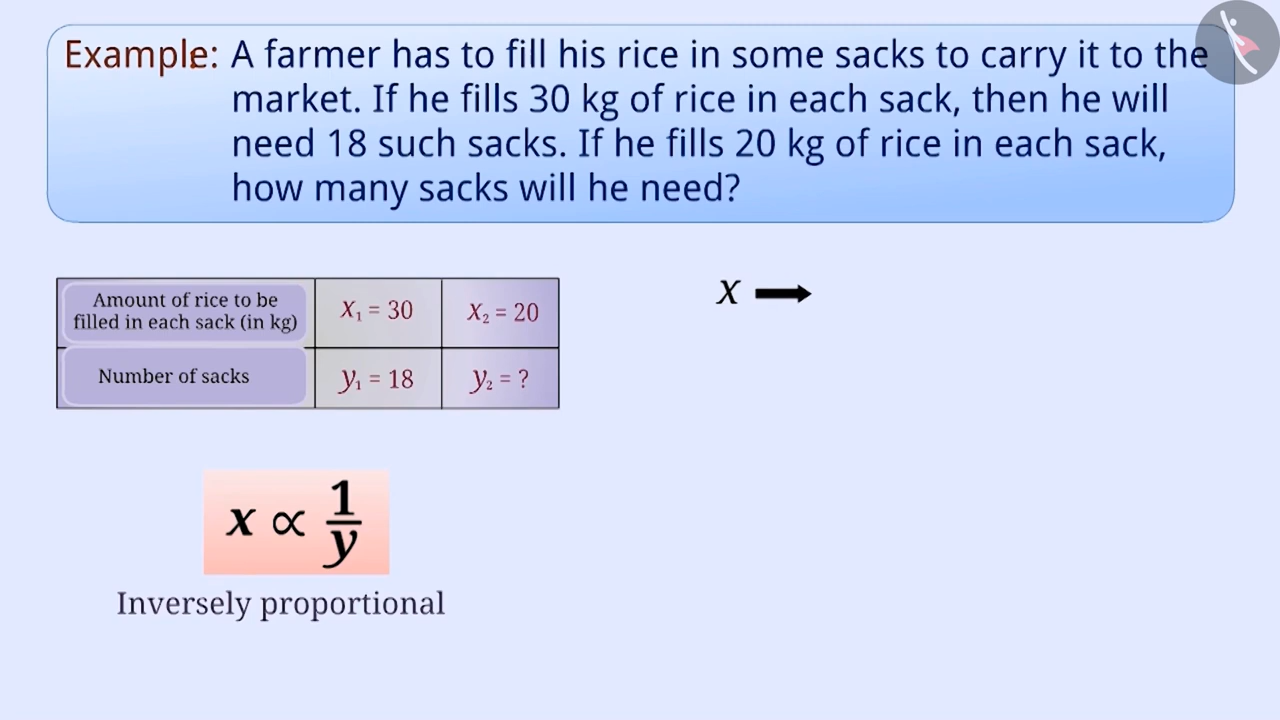 Example: A farmer has to fill his rice in some sacks to carry it to the
market. If he fills 30 kg of rice in each sack, then he will
need 18 such sacks. If he fills 20 kg of rice in each sack,
how many sacks will he need?
Amount of rice to be
filled in each sack (in kg)
x₁ = 30
x₂ = 20
Number of sacks
y₁ = 18
y₂ = ?
x →
x ∝ 1/y
Inversely proportional